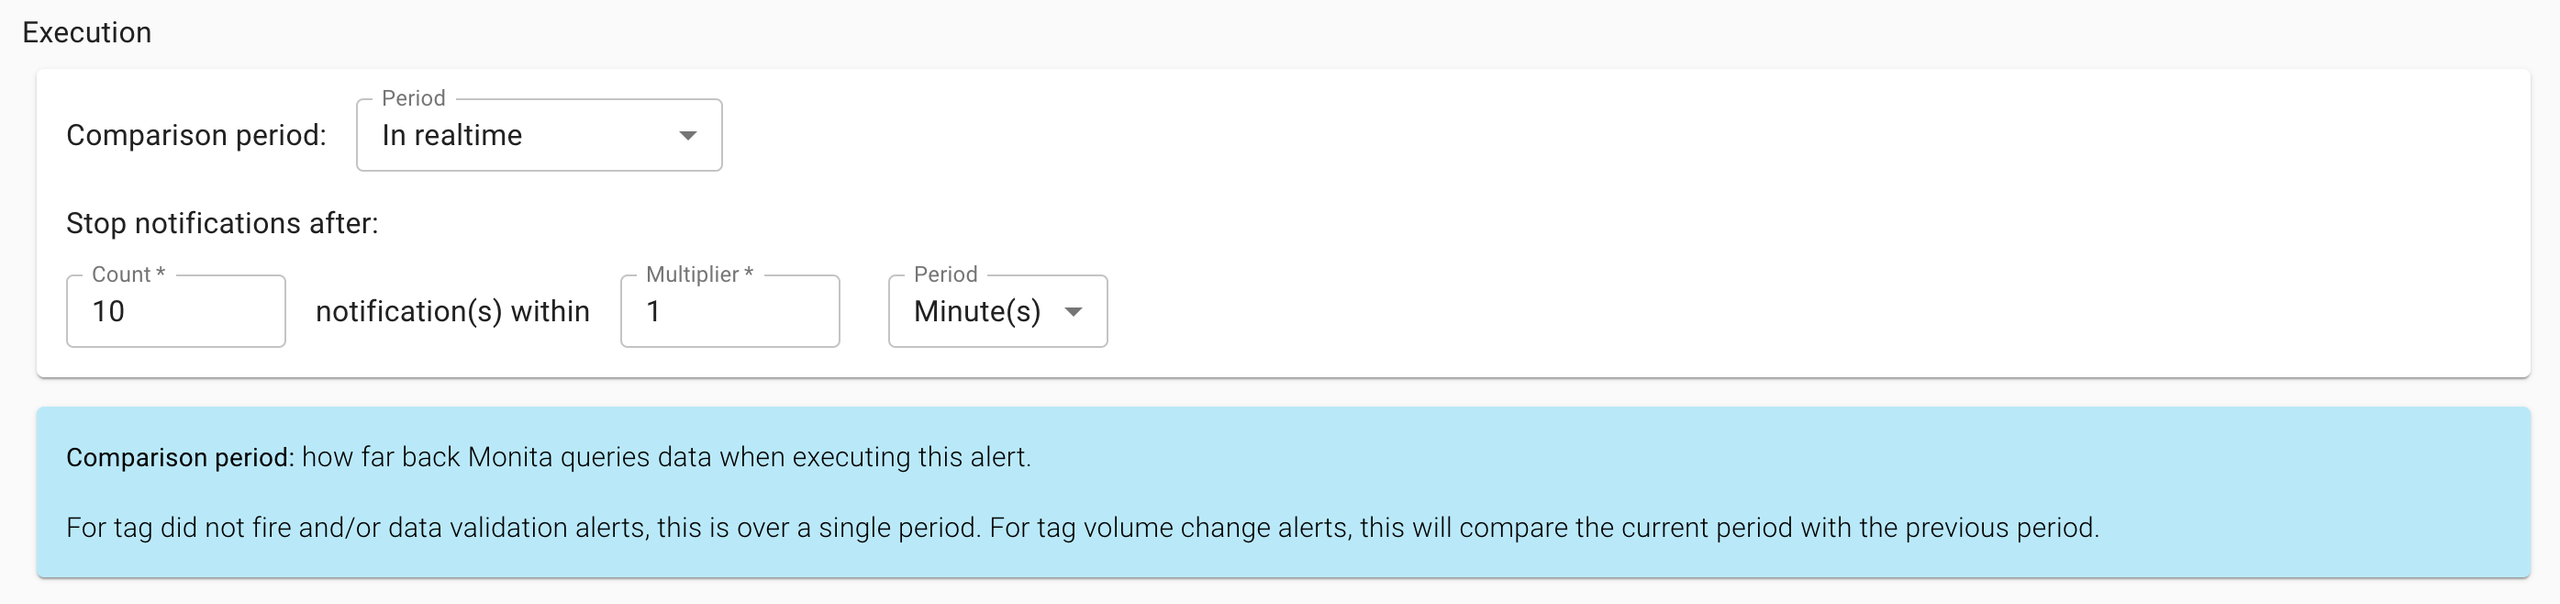 Execution
Period
Comparison period: In realtime
Stop notifications after:
Count * Multiplier * Period
10 notification(s) within 1 Minute(s)
Comparison period: how far back Monita queries data when executing this alert.
For tag did not fire and/or data validation alerts, this is over a single period. For tag volume change alerts, this will compare the current period with the previous period.